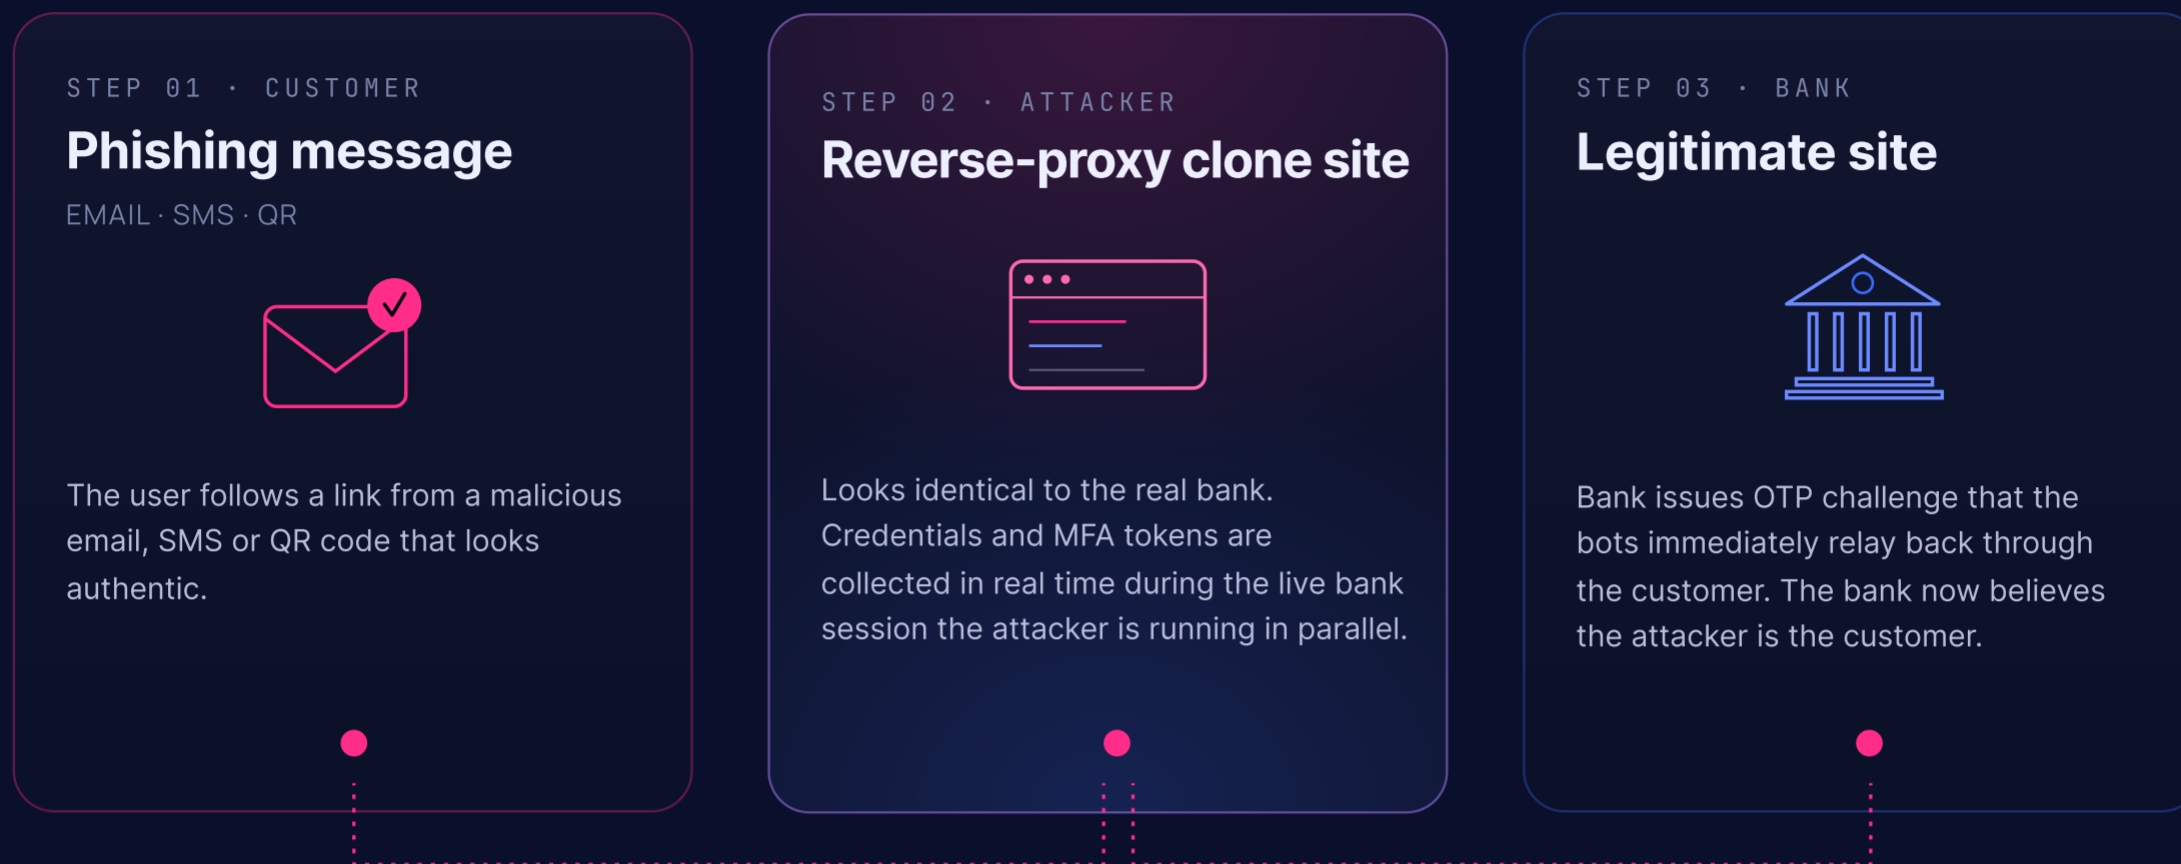 STEP 01 · CUSTOMER
Phishing message
EMAIL · SMS · QR
The user follows a link from a malicious
email, SMS or QR code that looks
authentic.
STEP 02 · ATTACKER
Reverse-proxy clone site
Looks identical to the real bank.
Credentials and MFA tokens are
collected in real time during the live bank
session the attacker is running in parallel.
STEP 03 · BANK
Legitimate site
Bank issues OTP challenge that the
bots immediately relay back through
the customer. The bank now believes
the attacker is the customer.